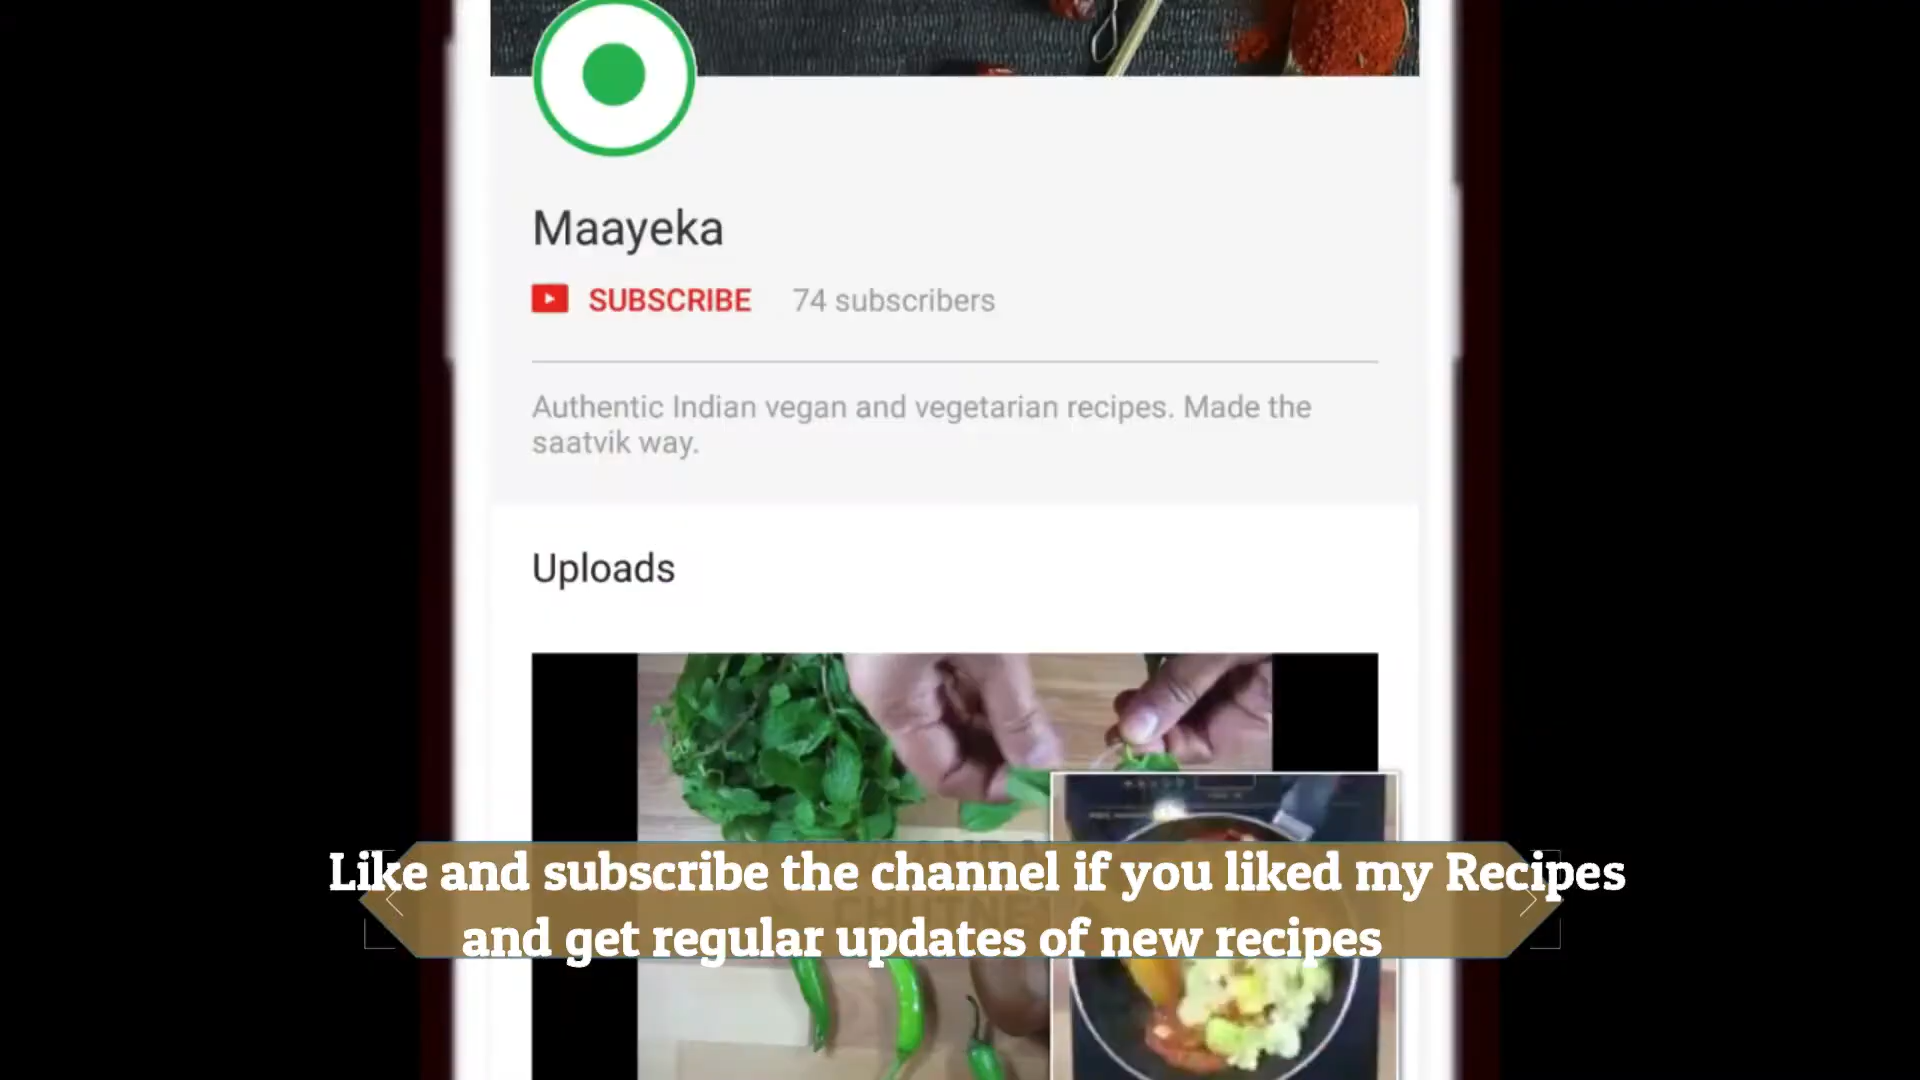 Maayeka
SUBSCRIBE 74 subscribers
Authentic Indian vegan and vegetarian recipes. Made the
saatvik way.
Uploads
Like and subscribe the channel if you liked my Recipes
and get regular updates of new recipes
CHUTNEY